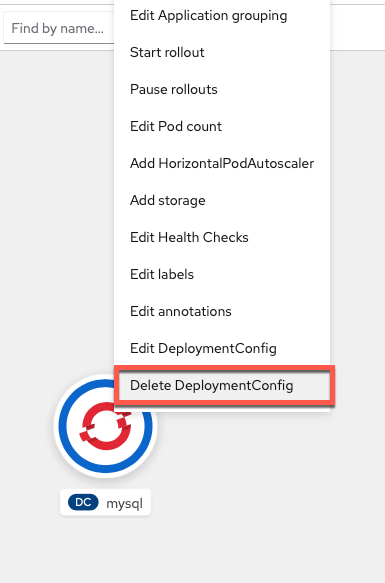 Edit Application grouping
Find by name...
Start rollout
Pause rollouts
Edit Pod count
Add HorizontalPodAutoscaler
Add storage
Edit Health Checks
Edit labels
Edit annotations
Edit DeploymentConfig
Delete DeploymentConfig
DC mysql